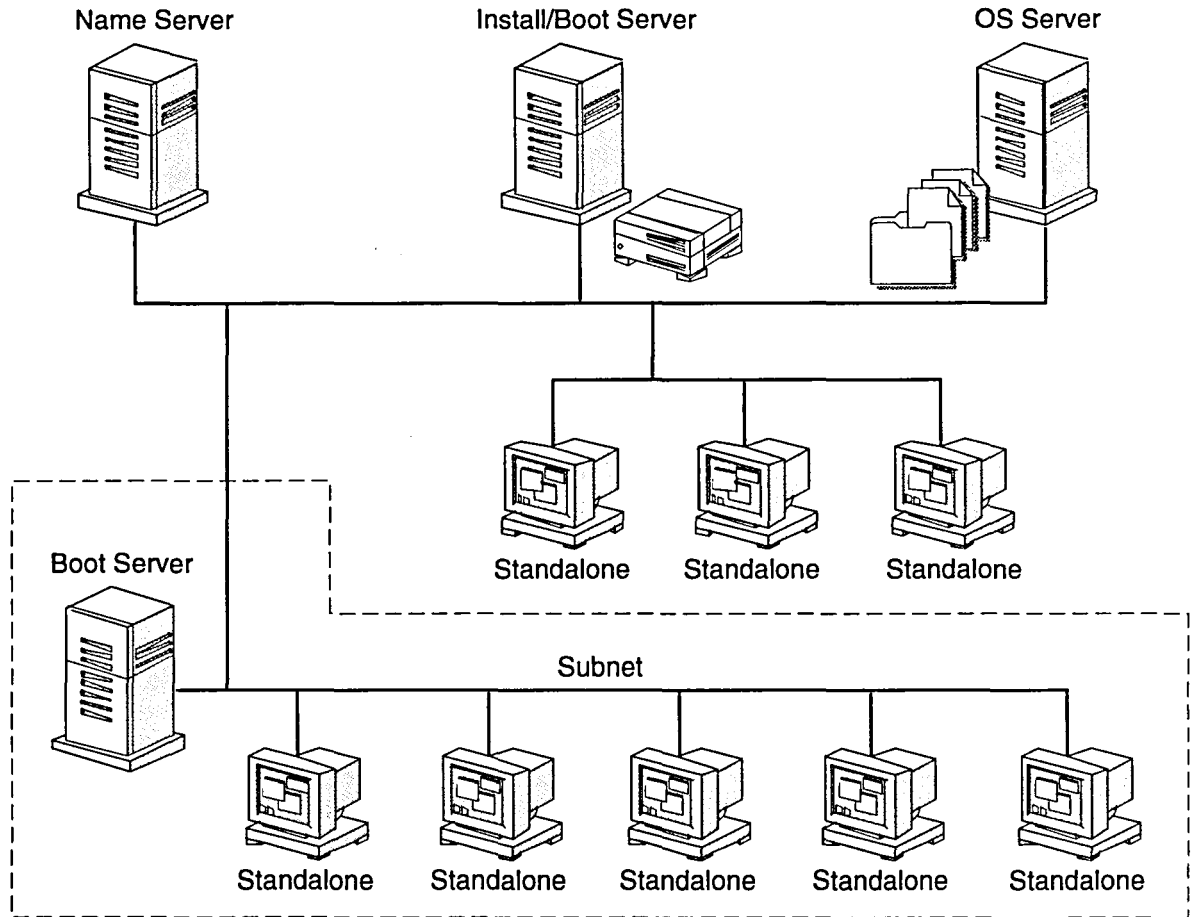 Name Server
Install/Boot Server
OS Server
Standalone
Standalone
Standalone
Boot Server
Subnet
Standalone
Standalone
Standalone
Standalone
Standalone